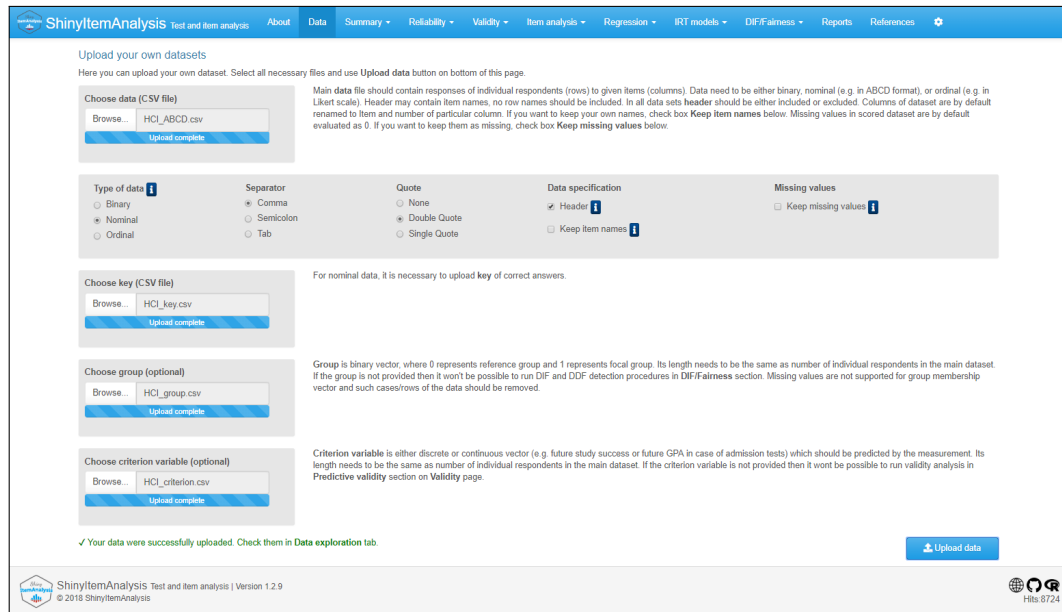 ShinyItemAnalysis Test and item analysis About Data Summary Reliability Validity Item analysis Regression IRT models DIF/Fairness Reports References
Upload your own datasets
Here you can upload your own dataset. Select all necessary files and use Upload data button on bottom of this page.
Choose data (CSV file)
Browse... HCI_ABCD.csv
Upload complete
Main data file should contain responses of individual respondents (rows) to given items (columns). Data need to be either binary, nominal (e.g. in ABCD format), or ordinal (e.g. in
Likert scale). Header may contain item names, no row names should be included. In all data sets header should be either included or excluded. Columns of dataset are by default
renamed to Item and number of particular column. If you want to keep your own names, check box Keep item names below. Missing values in scored dataset are by default
evaluated as 0. If you want to keep them as missing, check box Keep missing values below.
Type of data i
Binary
Nominal
Ordinal
Separator
Comma
Semicolon
Tab
Quote
None
Double Quote
Single Quote
Data specification
Header i
Keep item names i
Missing values
Keep missing values i
Choose key (CSV file)
Browse... HCI_key.csv
Upload complete
For nominal data, it is necessary to upload key of correct answers.
Choose group (optional)
Browse... HCI_group.csv
Upload complete
Group is binary vector, where 0 represents reference group and 1 represents focal group. Its length needs to be the same as number of individual respondents in the main dataset.
If the group is not provided then it won't be possible to run DIF and DDF detection procedures in DIF/Fairness section. Missing values are not supported for group membership
vector and such cases/rows of the data should be removed.
Choose criterion variable (optional)
Browse... HCI_criterion.csv
Upload complete
Criterion variable is either discrete or continuous vector (e.g. future study success or future GPA in case of admission tests) which should be predicted by the measurement. Its
length needs to be the same as number of individual respondents in the main dataset. If the criterion variable is not provided then it wont be possible to run validity analysis in
Predictive validity section on Validity page.
✓ Your data were successfully uploaded. Check them in Data exploration tab.
Upload data
Shiny
ItemAnalysis
ShinyItemAnalysis Test and item analysis | Version 1.2.9
© 2018 ShinyItemAnalysis
R
Hits:8724